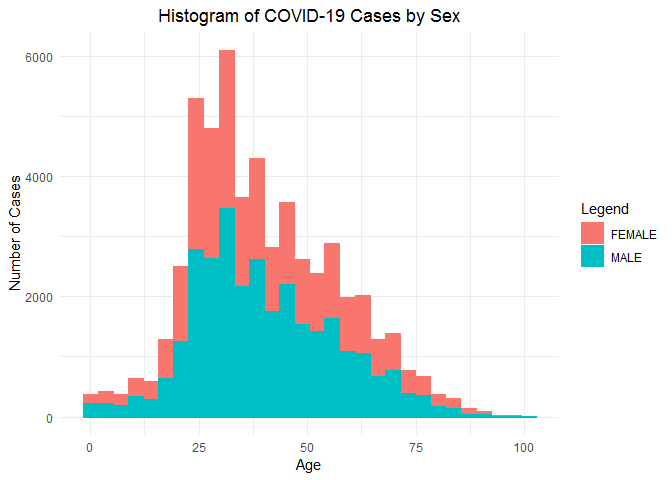 Histogram of COVID-19 Cases by Sex
Number of Cases
6000
4000
2000
0
0 25 50 75 100
Age
Legend
FEMALE
MALE